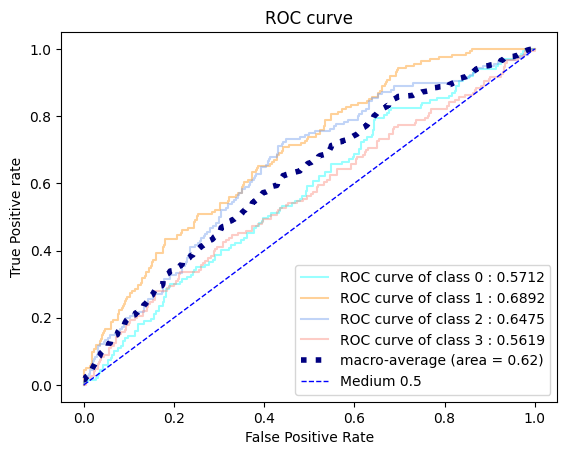 ROC curve
True Positive rate
1.0
0.8
0.6
0.4
0.2
0.0
ROC curve of class 0 : 0.5712
ROC curve of class 1 : 0.6892
ROC curve of class 2 : 0.6475
ROC curve of class 3 : 0.5619
macro-average (area = 0.62)
Medium 0.5
0.0 0.2 0.4 0.6 0.8 1.0
False Positive Rate